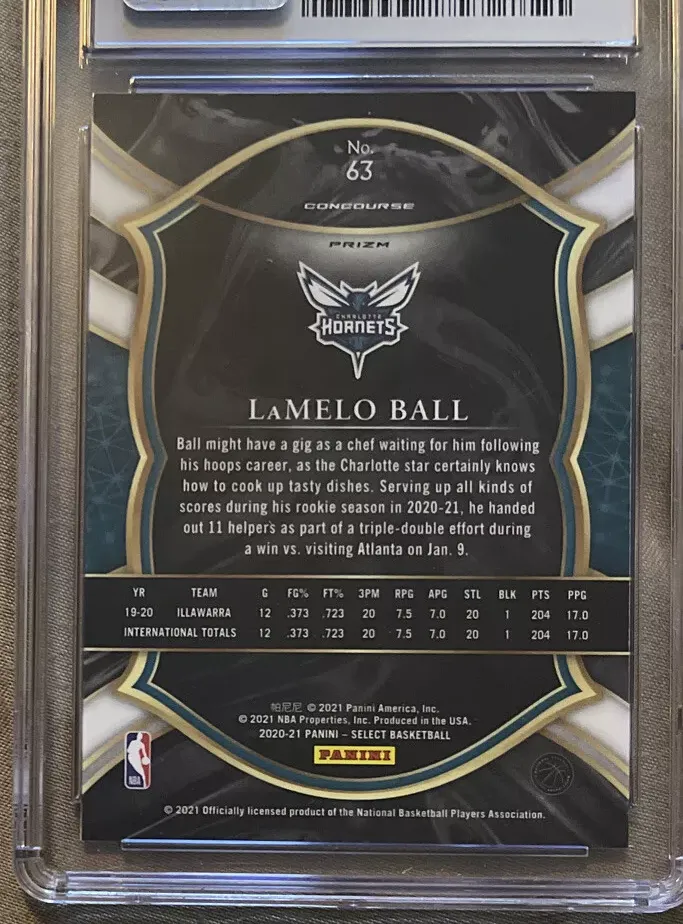 No.
63
CONCOURSE
PRIZM
CHARLOTTE
HORNETS
LaMELO BALL
Ball might have a gig as a chef waiting for him following
his hoops career, as the Charlotte star certainly knows
how to cook up tasty dishes. Serving up all kinds of
scores during his rookie season in 2020-21, he handed
out 11 helpers as part of a triple-double effort during
a win vs. visiting Atlanta on Jan. 9.
YR TEAM G FG% FT% 3PM RPG APG STL BLK PTS PPG
19-20 ILLAWARRA 12 .373 .723 20 7.5 7.0 20 1 204 17.0
INTERNATIONAL TOTALS 12 .373 .723 20 7.5 7.0 20 1 204 17.0
帕尼尼 © 2021 Panini America, Inc.
© 2021 NBA Properties, Inc. Produced in the USA.
2020-21 PANINI – SELECT BASKETBALL
PANINI
NBA
© 2021 Officially licensed product of the National Basketball Players Association.